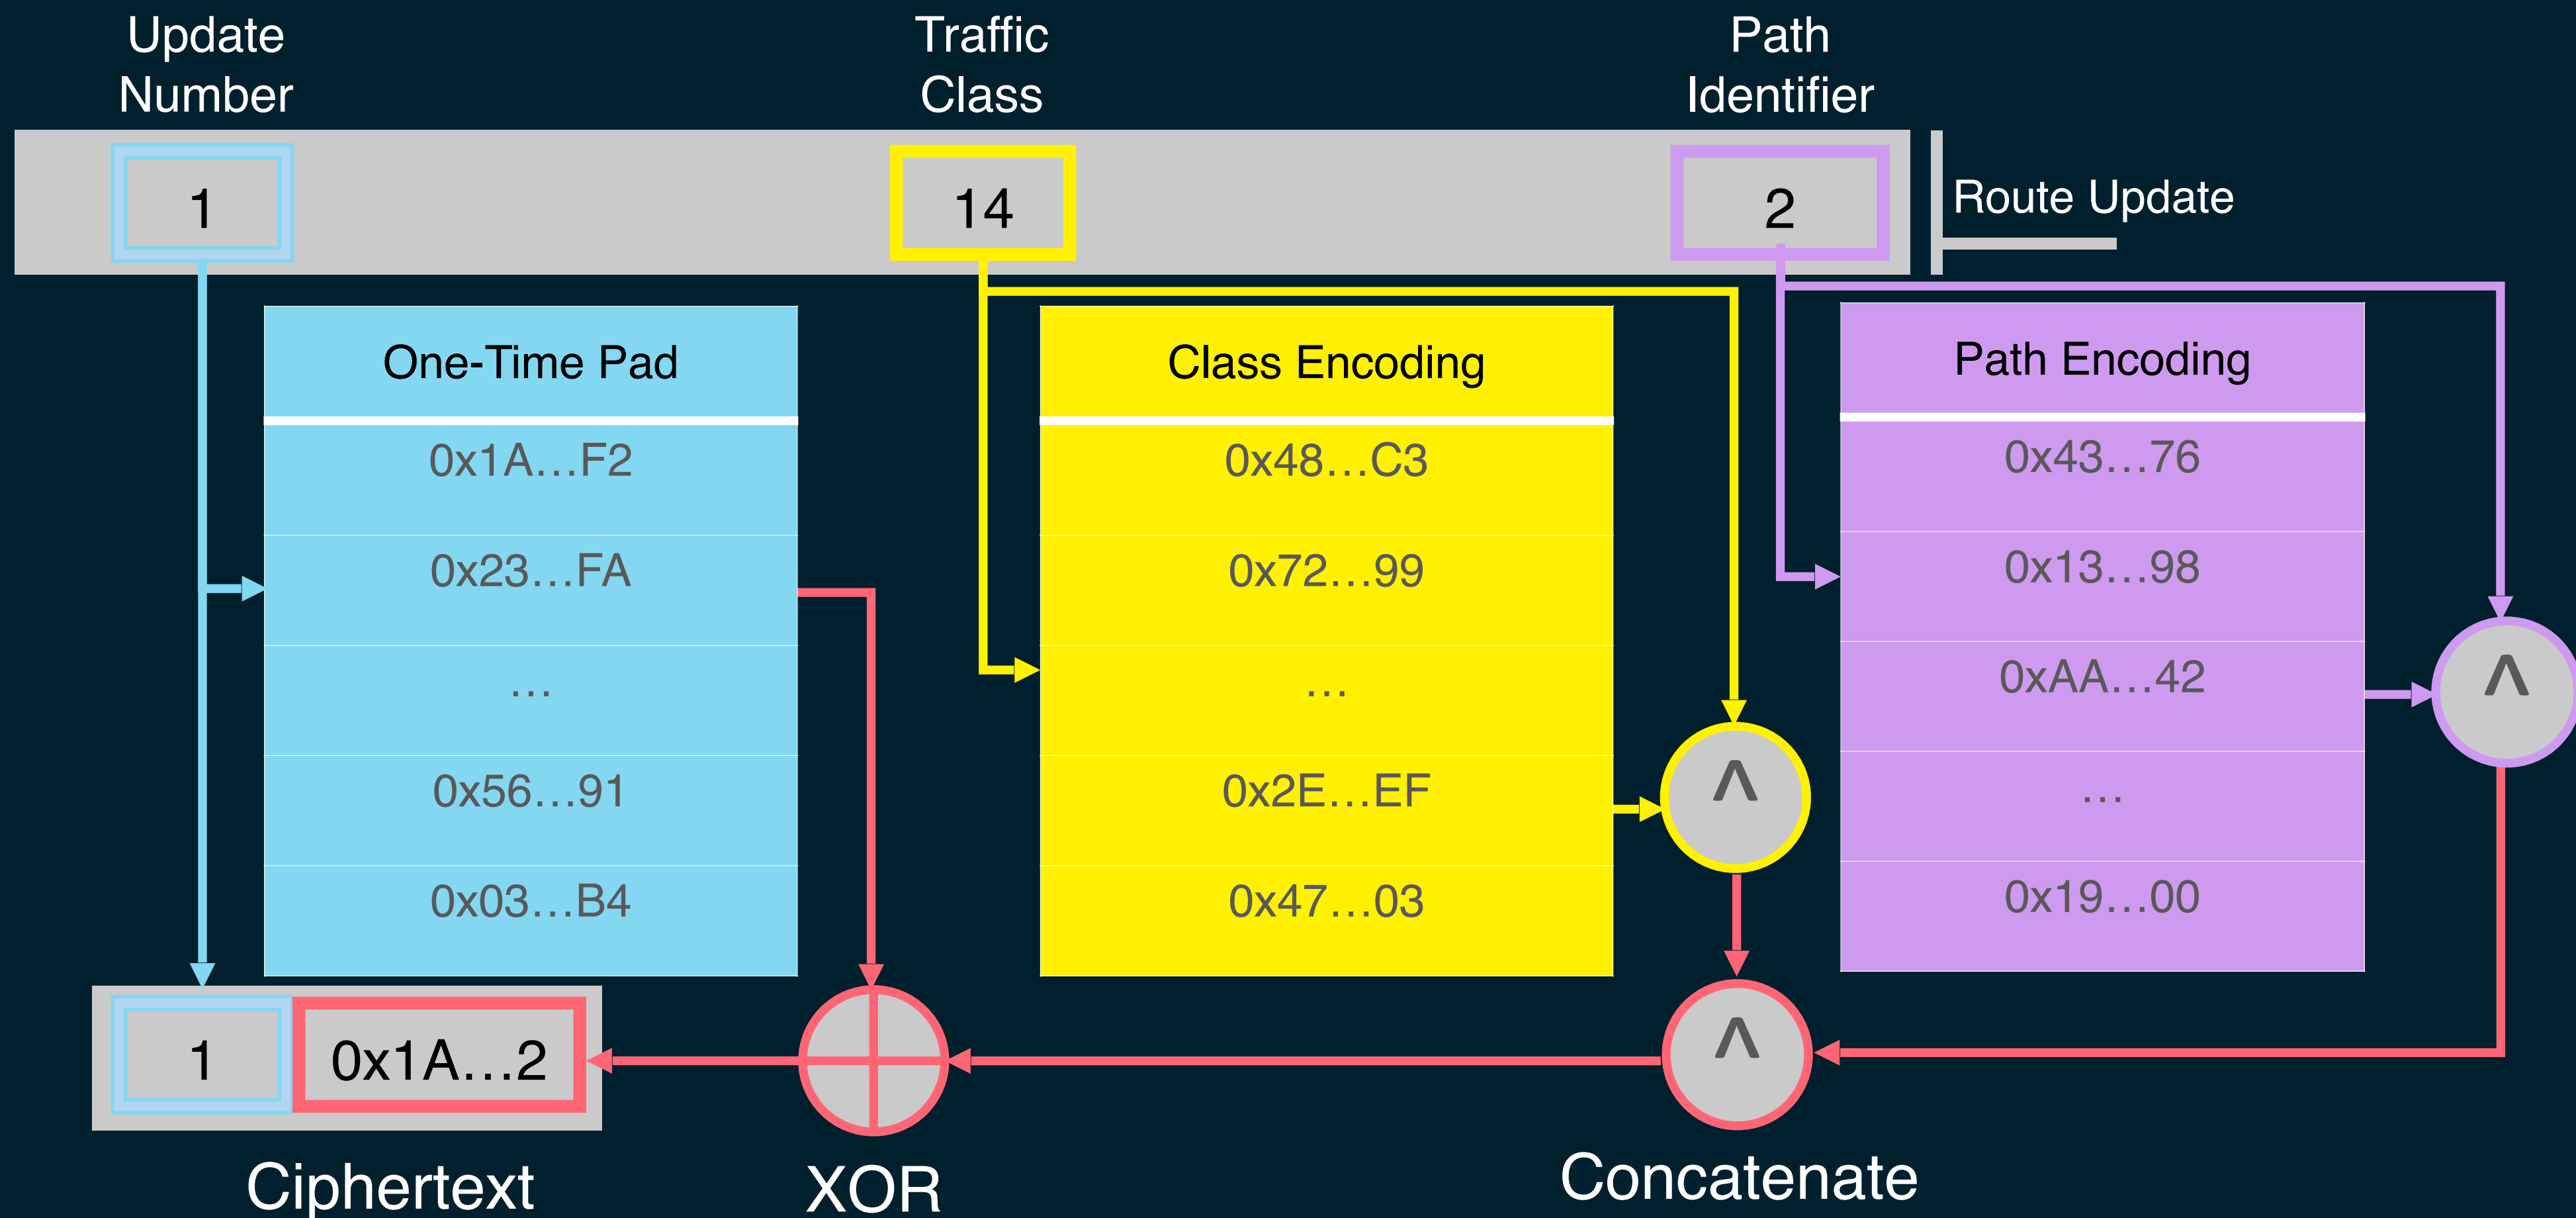 Update
Number
Traffic
Class
Path
Identifier
1
14
2
Route Update
One-Time Pad
0x1A…F2
0x23…FA
…
0x56…91
0x03…B4
Class Encoding
0x48…C3
0x72…99
…
0x2E…EF
0x47…03
Path Encoding
0x43…76
0x13…98
0xAA…42
…
0x19…00
^
^
1
0x1A…2
^
Ciphertext
XOR
Concatenate